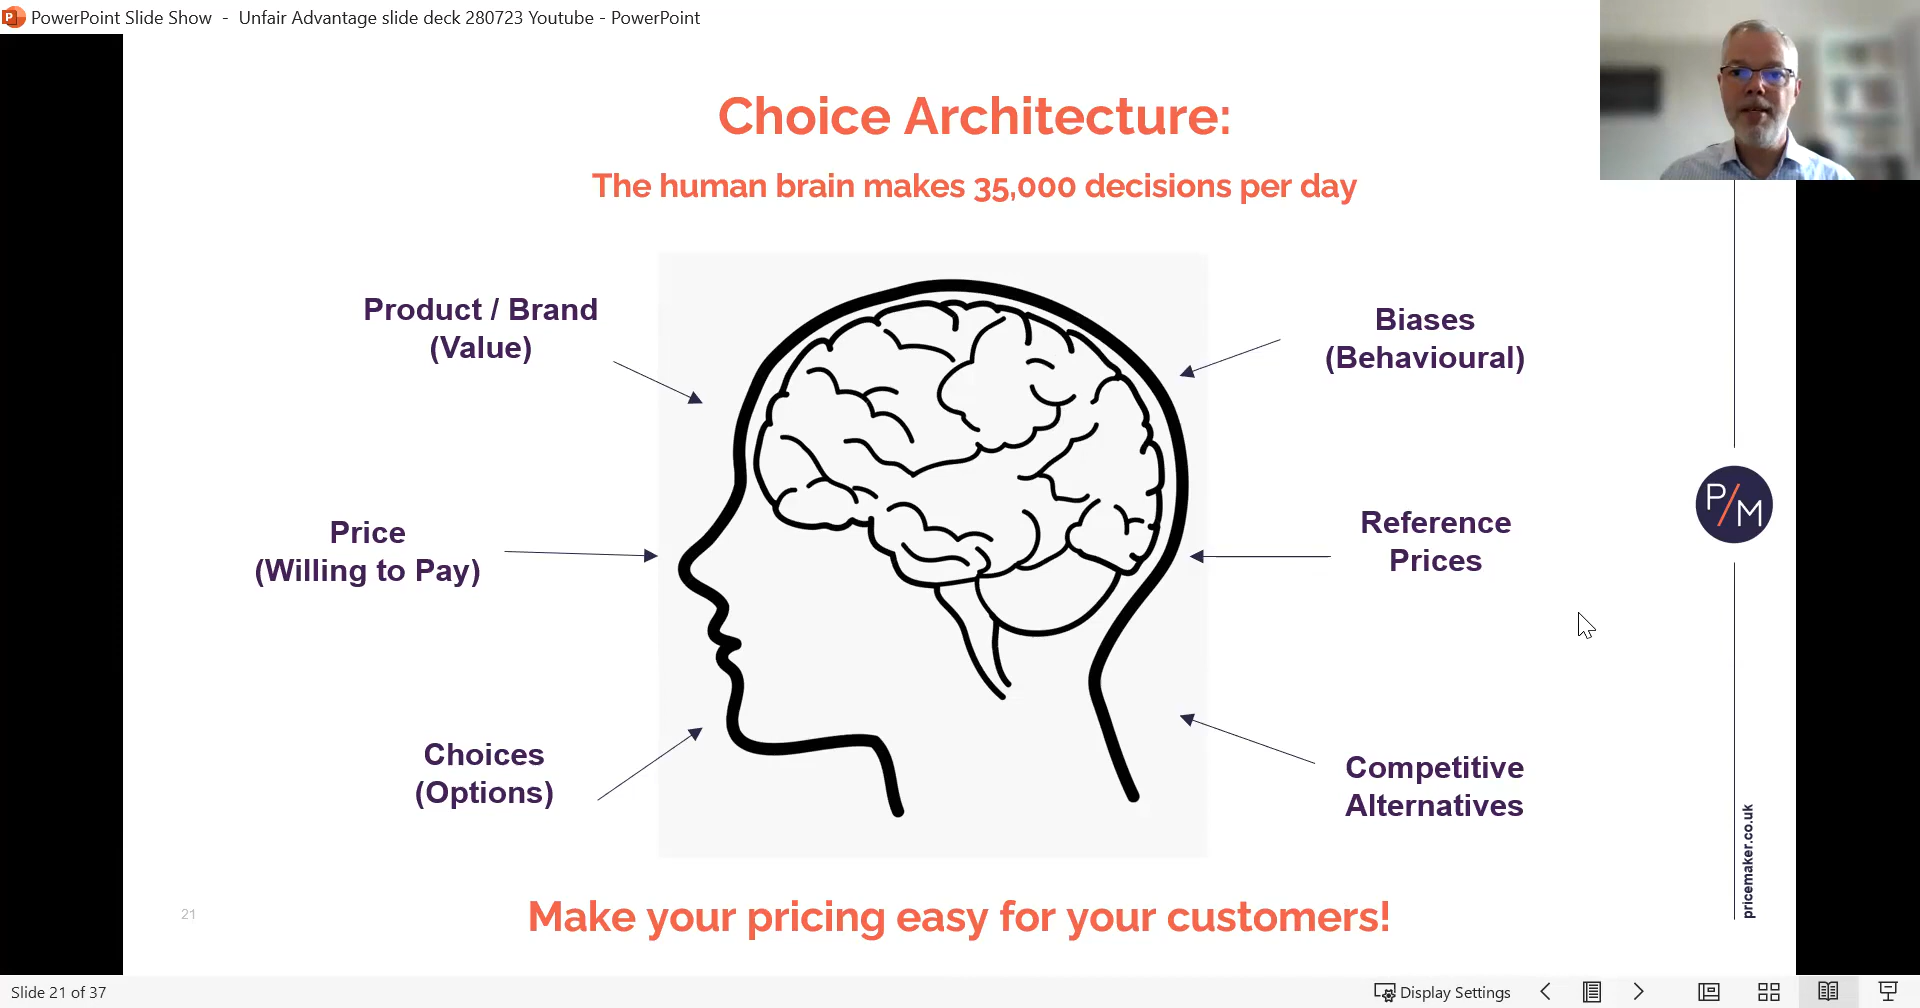 PowerPoint Slide Show - Unfair Advantage slide deck 280723 Youtube - PowerPoint
Choice Architecture:
The human brain makes 35,000 decisions per day
Product / Brand
(Value)
Biases
(Behavioural)
Price
(Willing to Pay)
Reference
Prices
P/M
Choices
(Options)
Competitive
Alternatives
pricemaker.co.uk
21
Make your pricing easy for your customers!
Slide 21 of 37
Display Settings